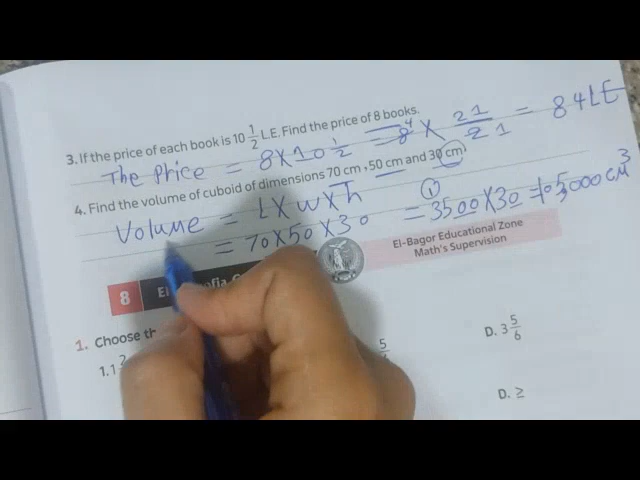 3. If the price of each book is 10 1/2 L.E. Find the price of 8 books.
The Price = 8×10 1/2 = 8 4 × 21/2 1 = 84 LE
4. Find the volume of cuboid of dimensions 70 cm , 50 cm and 30 cm
Volume = L×W×h
= 70×50×30 = 3500×30 = 105000 cm³
8
El-Bagor Educational Zone
Math's Supervision
1. Choose th
D. 3 5/6
D. ≥